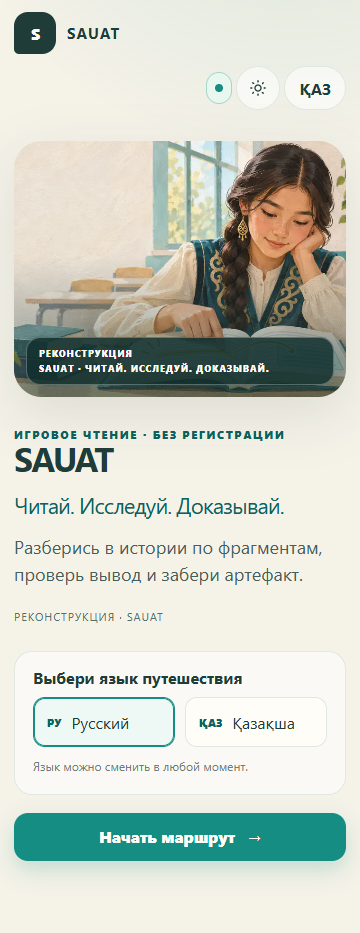 S SAUAT
ҚАЗ
РЕКОНСТРУКЦИЯ
SAUAT · ЧИТАЙ. ИССЛЕДУЙ. ДОКАЗЫВАЙ.
ИГРОВОЕ ЧТЕНИЕ · БЕЗ РЕГИСТРАЦИИ
SAUAT
Читай. Исследуй. Доказывай.
Разберись в истории по фрагментам,
проверь вывод и забери артефакт.
РЕКОНСТРУКЦИЯ · SAUAT
Выбери язык путешествия
РУ Русский
ҚАЗ Қазақша
Язык можно сменить в любой момент.
Начать маршрут →